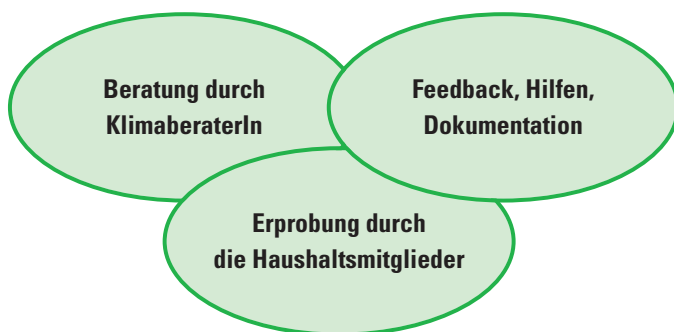 Beratung durch
KlimaberaterIn
Feedback, Hilfen,
Dokumentation
Erprobung durch
die Haushaltsmitglieder